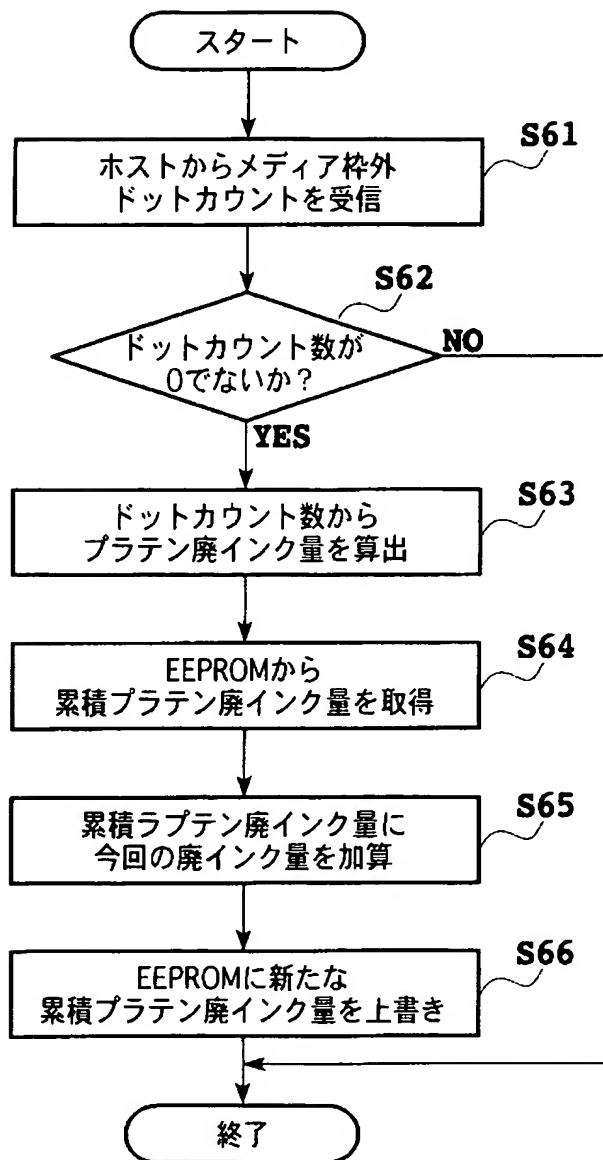 スタート
S61
ホストからメディア枠外
ドットカウントを受信
S62
ドットカウント数が
0でないか？
NO
YES
S63
ドットカウント数から
プラテン廃インク量を算出
S64
EEPROMから
累積プラテン廃インク量を取得
S65
累積ラプテン廃インク量に
今回の廃インク量を加算
S66
EEPROMに新たな
累積プラテン廃インク量を上書き
終了